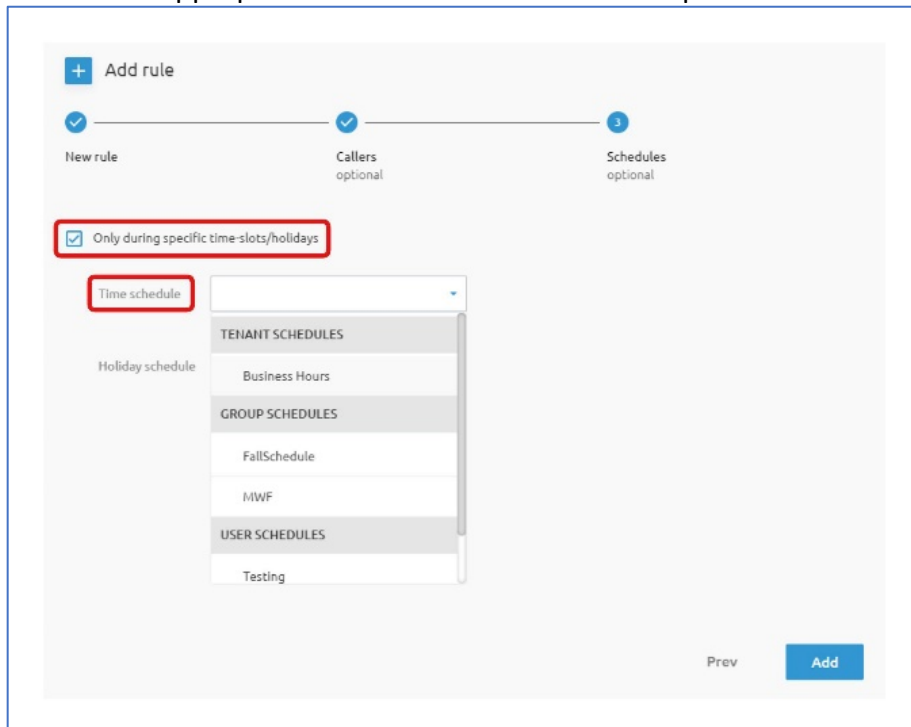 + Add rule
3
New rule
Callers
optional
Schedules
optional
Only during specific time-slots/holidays
Time schedule
TENANT SCHEDULES
Holiday schedule
Business Hours
GROUP SCHEDULES
FallSchedule
MWF
USER SCHEDULES
Testing
Prev
Add